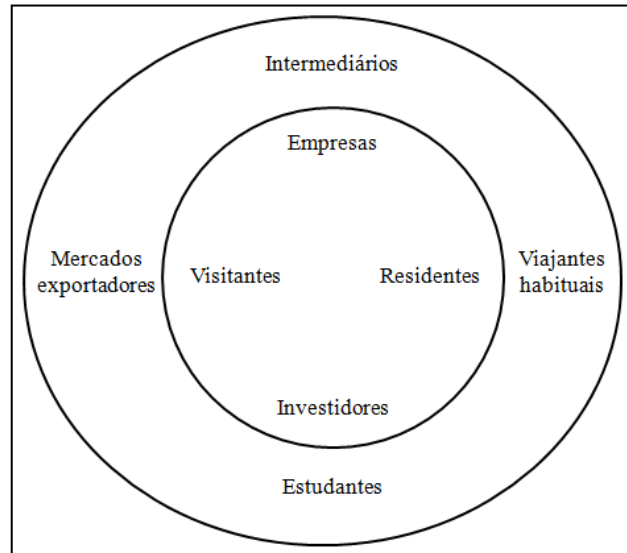 Intermediários
Empresas
Mercados
exportadores
Visitantes
Residentes
Viajantes
habituais
Investidores
Estudantes